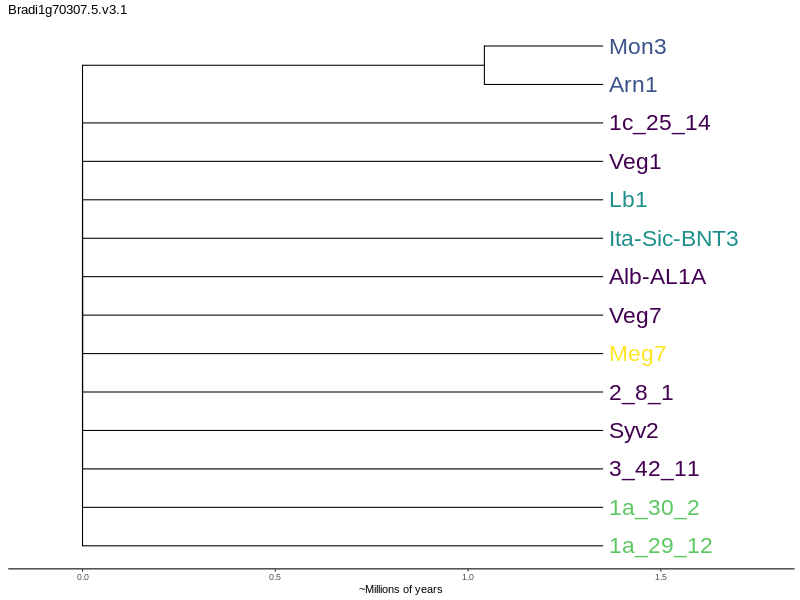 Bradi1g70307.5.v3.1
Mon3
Arn1
1c_25_14
Veg1
Lb1
Ita-Sic-BNT3
Alb-AL1A
Veg7
Meg7
2_8_1
Syv2
3_42_11
1a_30_2
1a_29_12
0.0 0.5 1.0 1.5
~Millions of years